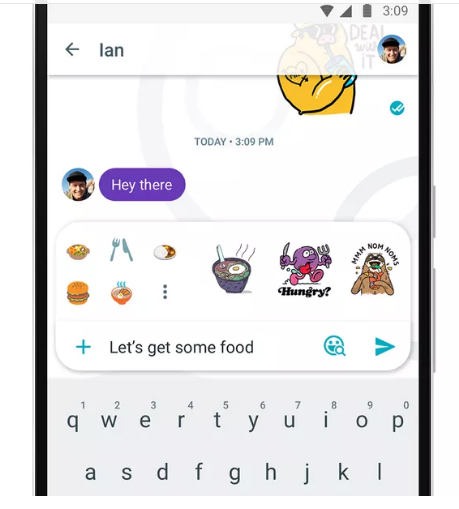 3:09
DEAL
with
iT
Ian
TODAY • 3:09 PM
Hey there
MMM NOM NOMS
Hungry?
Let's get some food
1 2 3 4 5 6 7 8 9 0
q w e r t y u i o p
a s d f g h j k l